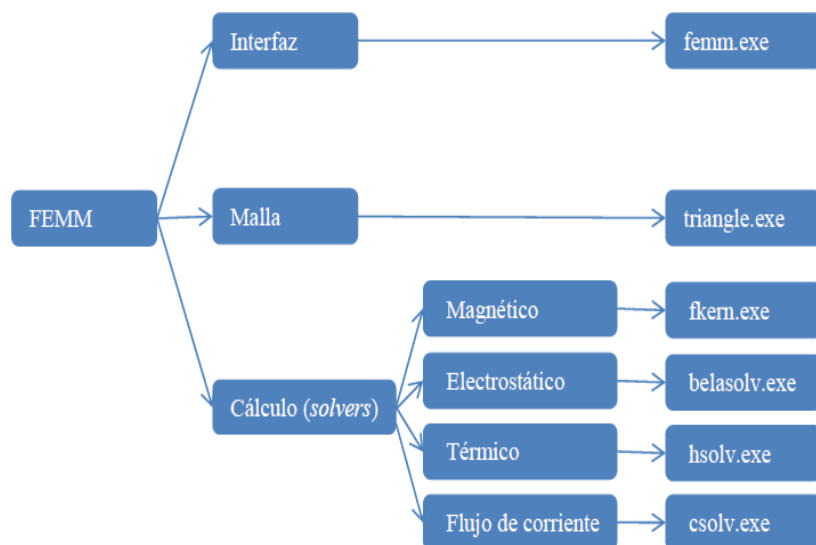 Interfaz
femm.exe
FEMM
Malla
triangle.exe
Magnético
fkern.exe
Electrostático
belasolv.exe
Cálculo (solvers)
Térmico
hsolv.exe
Flujo de corriente
csolv.exe